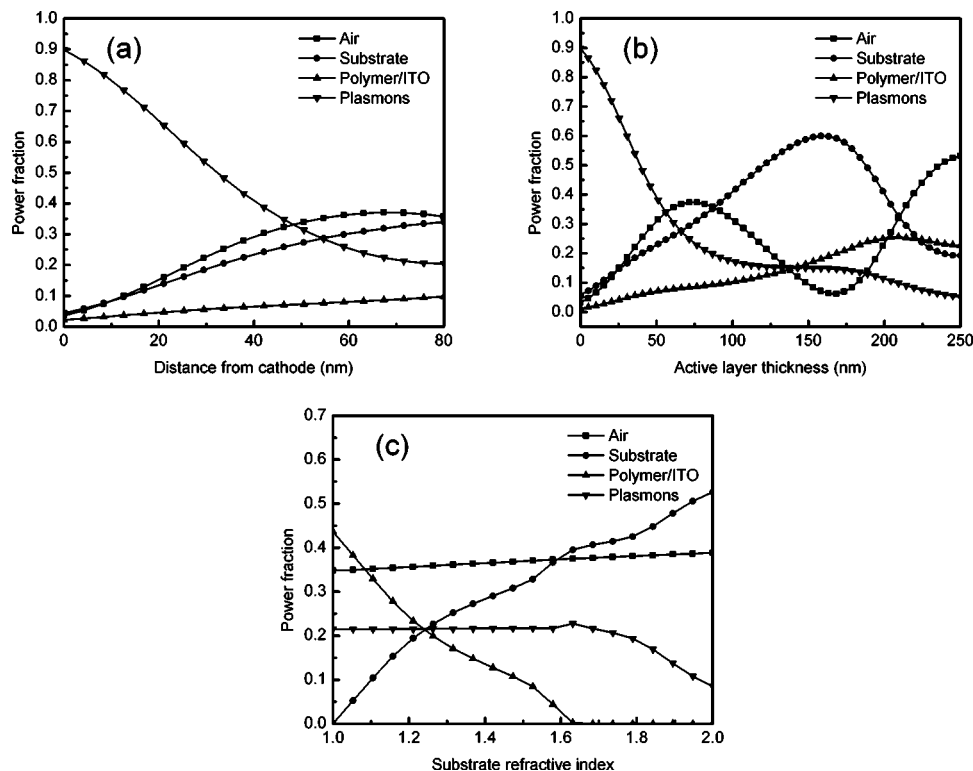 (a)
Air
Substrate
Polymer/ITO
Plasmons
Power fraction
1.0
0.9
0.8
0.7
0.6
0.5
0.4
0.3
0.2
0.1
0.0
0 20 40 60 80
Distance from cathode (nm)
(b)
Air
Substrate
Polymer/ITO
Plasmons
Power fraction
1.0
0.9
0.8
0.7
0.6
0.5
0.4
0.3
0.2
0.1
0.0
0 50 100 150 200 250
Active layer thickness (nm)
(c)
Air
Substrate
Polymer/ITO
Plasmons
Power fraction
0.7
0.6
0.5
0.4
0.3
0.2
0.1
0.0
1.0 1.2 1.4 1.6 1.8 2.0
Substrate refractive index